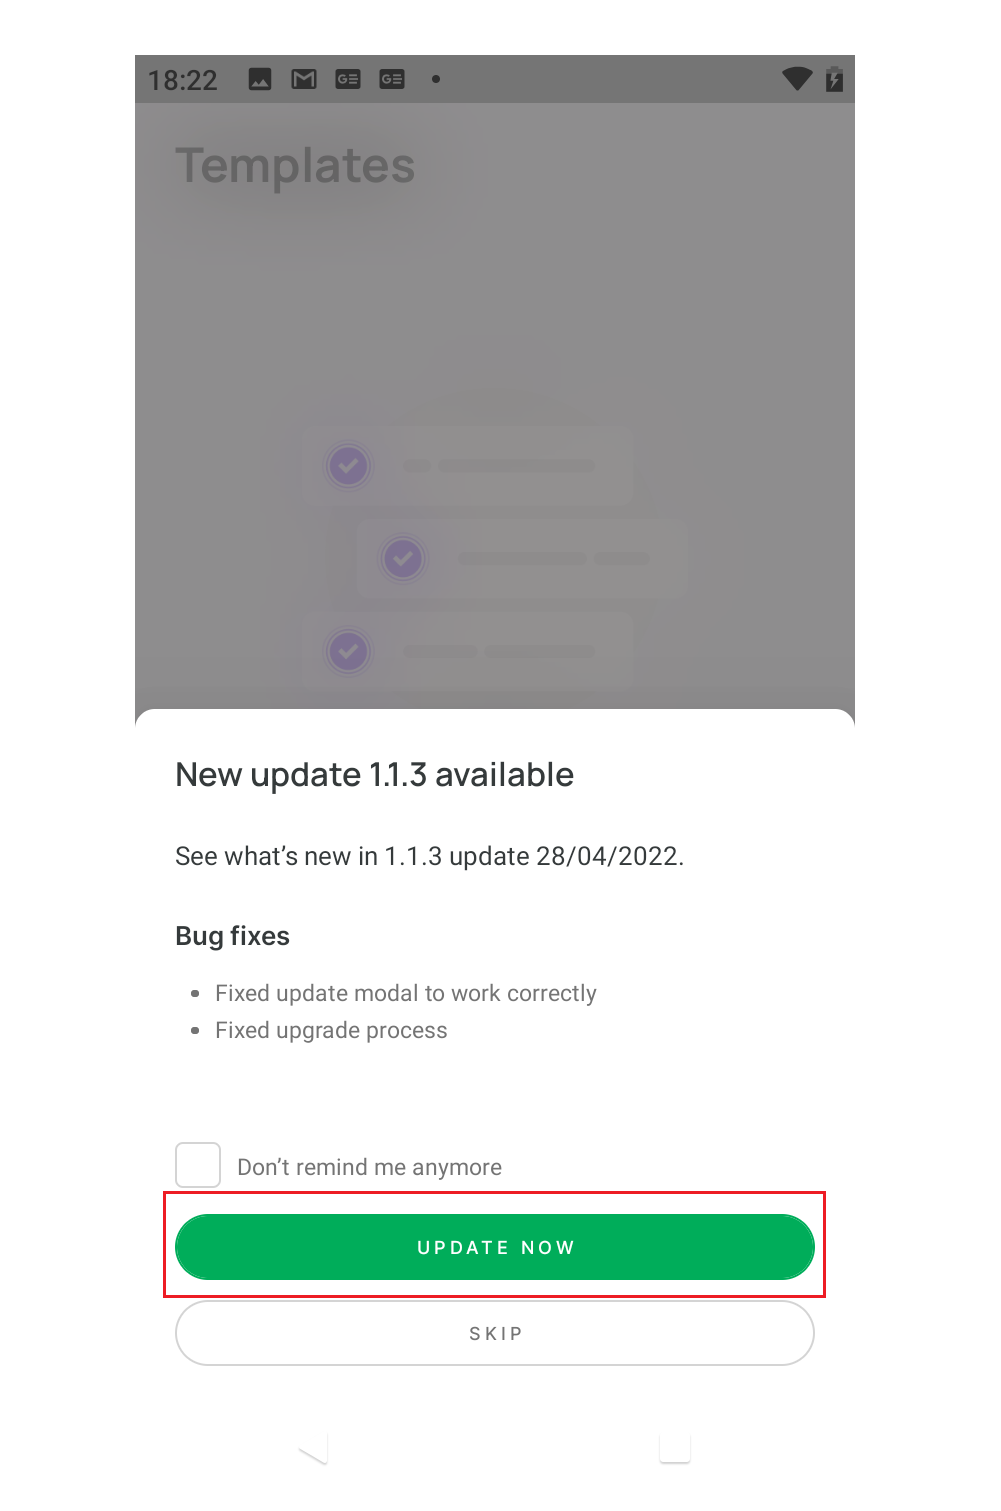 18:22
Templates
New update 1.1.3 available
See what's new in 1.1.3 update 28/04/2022.
Bug fixes
• Fixed update modal to work correctly
• Fixed upgrade process
Don't remind me anymore
UPDATE NOW
SKIP